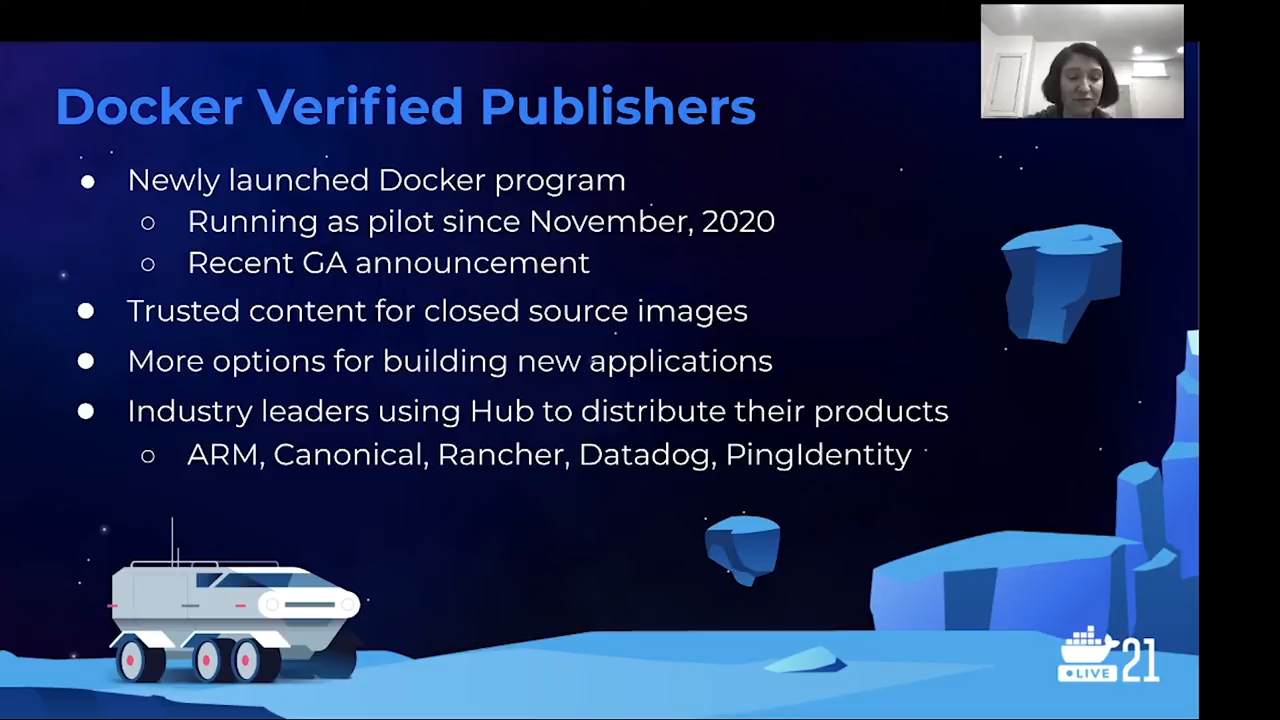 Docker Verified Publishers
● Newly launched Docker program
○ Running as pilot since November, 2020
○ Recent GA announcement
● Trusted content for closed source images
● More options for building new applications
● Industry leaders using Hub to distribute their products
○ ARM, Canonical, Rancher, Datadog, PingIdentity
LIVE 21